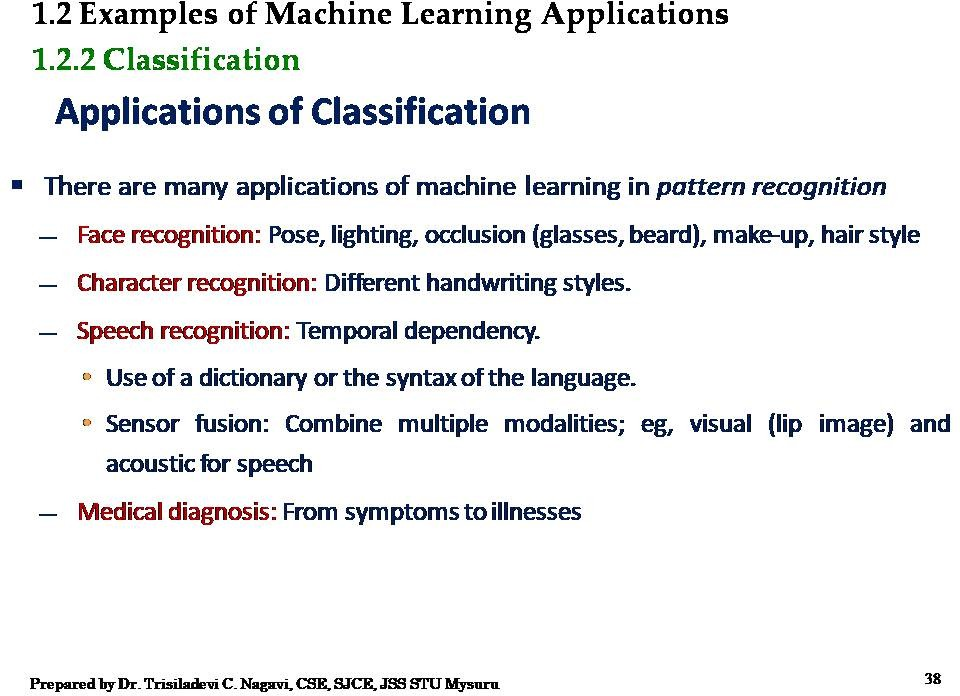 1.2 Examples of Machine Learning Applications
1.2.2 Classification
Applications of Classification
▪ There are many applications of machine learning in pattern recognition
— Face recognition: Pose, lighting, occlusion (glasses, beard), make-up, hair style
— Character recognition: Different handwriting styles.
— Speech recognition: Temporal dependency.
• Use of a dictionary or the syntax of the language.
• Sensor fusion: Combine multiple modalities; eg, visual (lip image) and
acoustic for speech
— Medical diagnosis: From symptoms to illnesses
Prepared by Dr. Trisiladevi C. Nagavi, CSE, SJCE, JSS STU Mysuru
38